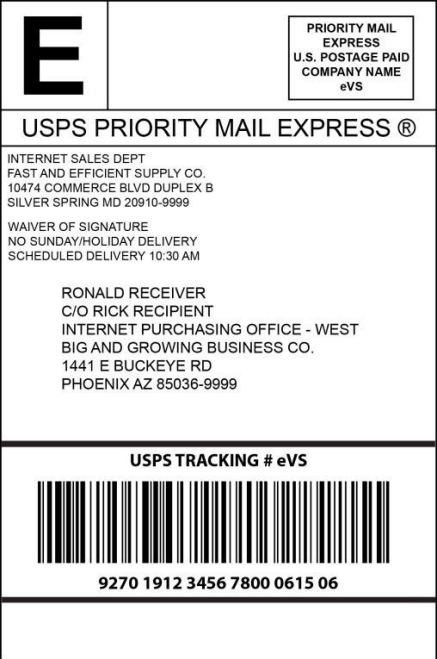 E
PRIORITY MAIL
EXPRESS
U.S. POSTAGE PAID
COMPANY NAME
eVS
USPS PRIORITY MAIL EXPRESS ®
INTERNET SALES DEPT
FAST AND EFFICIENT SUPPLY CO.
10474 COMMERCE BLVD DUPLEX B
SILVER SPRING MD 20910-9999
WAIVER OF SIGNATURE
NO SUNDAY/HOLIDAY DELIVERY
SCHEDULED DELIVERY 10:30 AM
RONALD RECEIVER
C/O RICK RECIPIENT
INTERNET PURCHASING OFFICE - WEST
BIG AND GROWING BUSINESS CO.
1441 E BUCKEYE RD
PHOENIX AZ 85036-9999
USPS TRACKING # eVS
9270 1912 3456 7800 0615 06